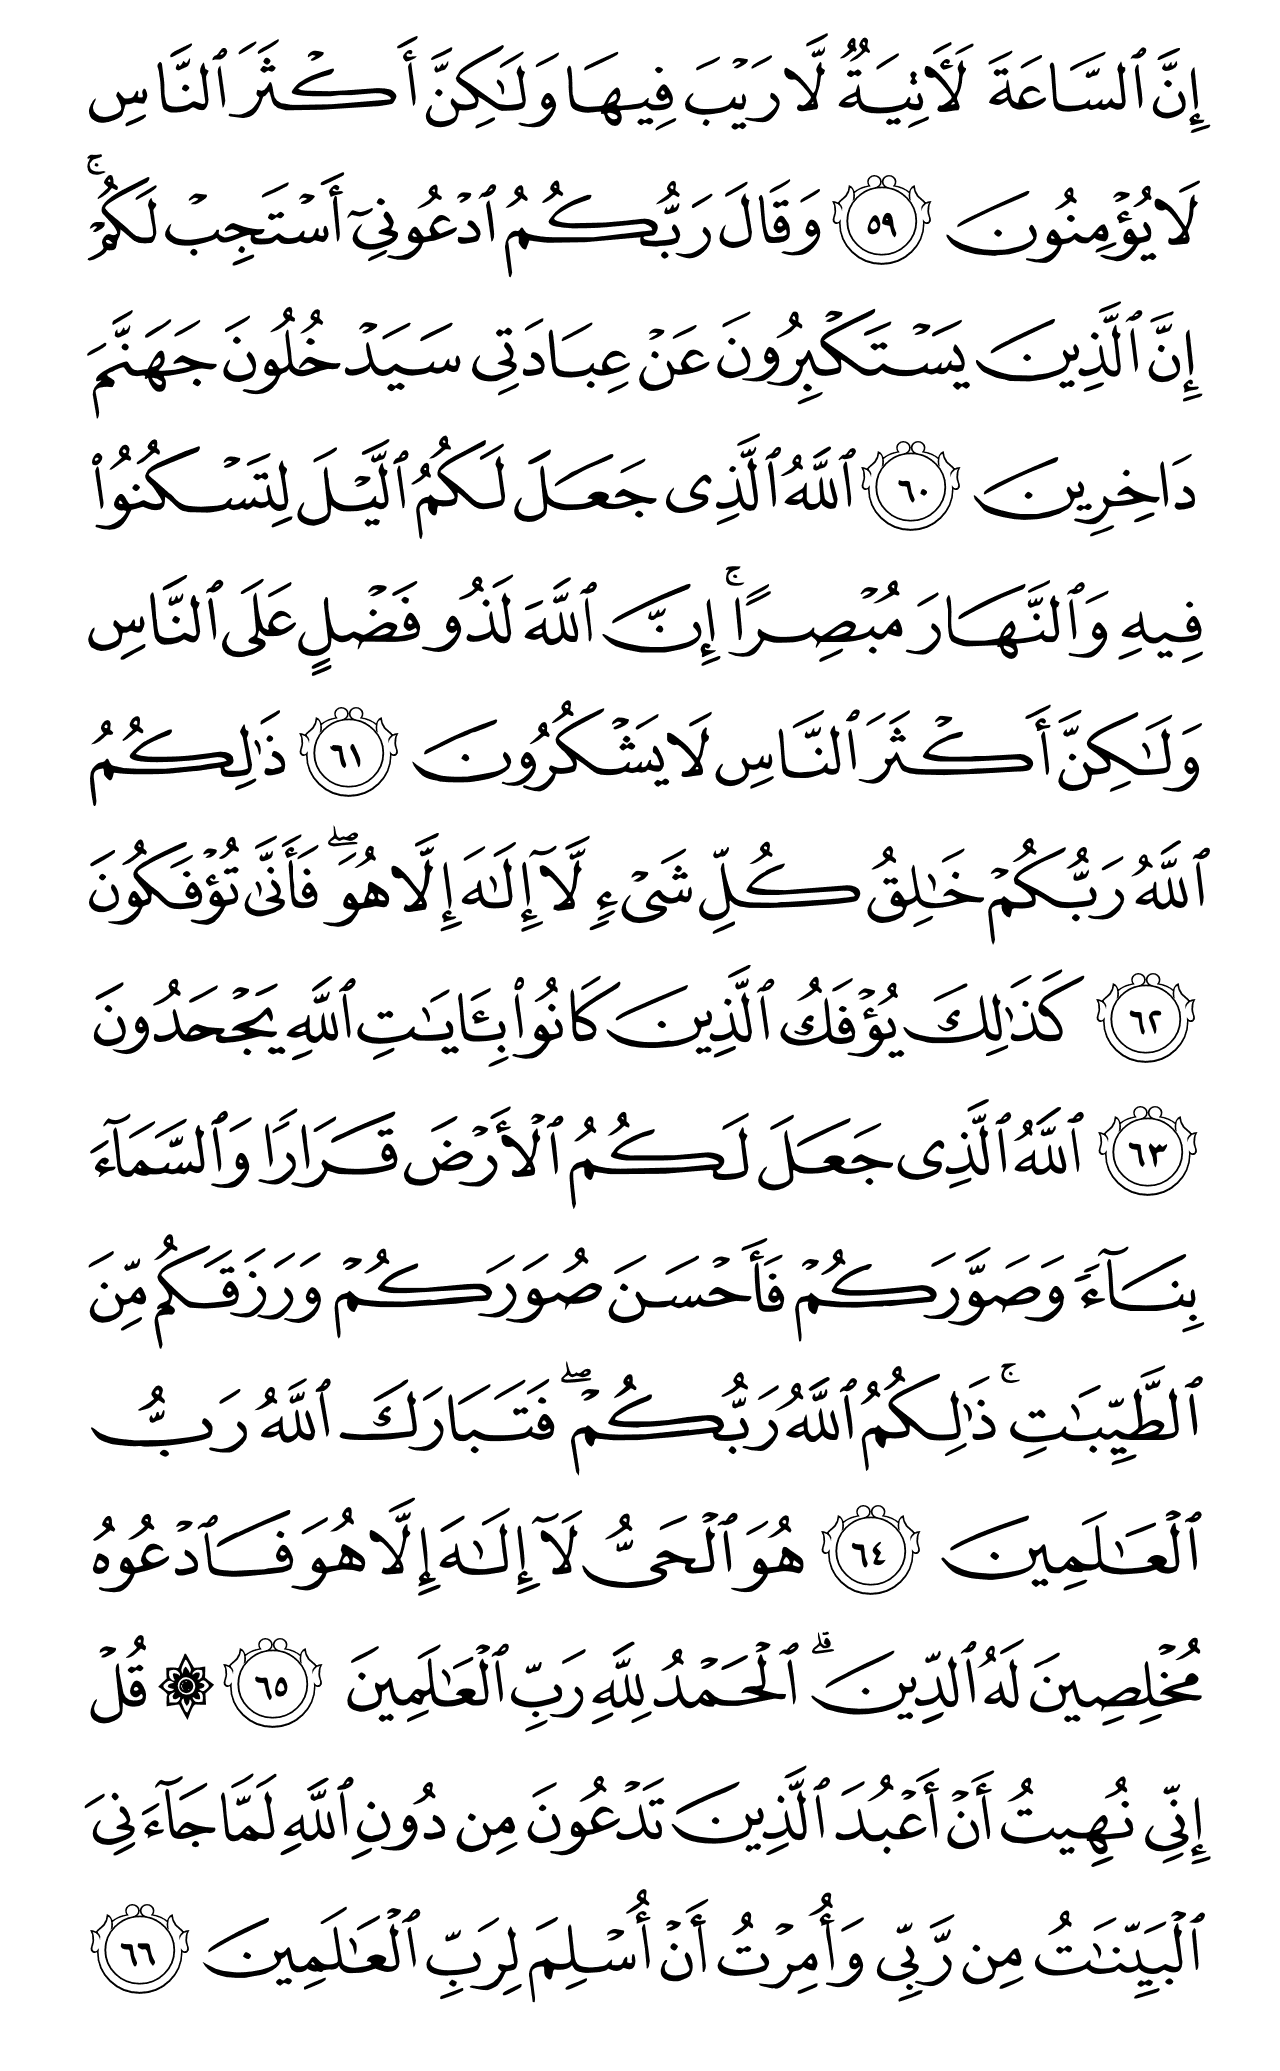 إِنَّ ٱلسَّاعَةَ لَأٓتِيَةٌ لَّا رَيۡبَ فِيهَا وَلَٰكِنَّ أَكۡثَرَ ٱلنَّاسِ
لَا يُؤۡمِنُونَ ٥٩ وَقَالَ رَبُّكُمُ ٱدۡعُونِيٓ أَسۡتَجِبۡ لَكُمۡۚ
إِنَّ ٱلَّذِينَ يَسۡتَكۡبِرُونَ عَنۡ عِبَادَتِي سَيَدۡخُلُونَ جَهَنَّمَ
دَاخِرِينَ ٦٠ ٱللَّهُ ٱلَّذِي جَعَلَ لَكُمُ ٱلَّيۡلَ لِتَسۡكُنُواْ
فِيهِ وَٱلنَّهَارَ مُبۡصِرًاۚ إِنَّ ٱللَّهَ لَذُو فَضۡلٍ عَلَى ٱلنَّاسِ
وَلَٰكِنَّ أَكۡثَرَ ٱلنَّاسِ لَا يَشۡكُرُونَ ٦١ ذَٰلِكُمُ
ٱللَّهُ رَبُّكُمۡ خَٰلِقُ كُلِّ شَيۡءٖ لَّآ إِلَٰهَ إِلَّا هُوَۖ فَأَنَّىٰ تُؤۡفَكُونَ
٦٢ كَذَٰلِكَ يُؤۡفَكُ ٱلَّذِينَ كَانُواْ بِـَٔايَٰتِ ٱللَّهِ يَجۡحَدُونَ
٦٣ ٱللَّهُ ٱلَّذِي جَعَلَ لَكُمُ ٱلۡأَرۡضَ قَرَارٗا وَٱلسَّمَآءَ
بِنَآءٗ وَصَوَّرَكُمۡ فَأَحۡسَنَ صُوَرَكُمۡ وَرَزَقَكُم مِّنَ
ٱلطَّيِّبَٰتِۚ ذَٰلِكُمُ ٱللَّهُ رَبُّكُمۡۖ فَتَبَارَكَ ٱللَّهُ رَبُّ
ٱلۡعَٰلَمِينَ ٦٤ هُوَ ٱلۡحَيُّ لَآ إِلَٰهَ إِلَّا هُوَ فَٱدۡعُوهُ
مُخۡلِصِينَ لَهُ ٱلدِّينَۗ ٱلۡحَمۡدُ لِلَّهِ رَبِّ ٱلۡعَٰلَمِينَ ٦٥ ۞ قُلۡ
إِنِّي نُهِيتُ أَنۡ أَعۡبُدَ ٱلَّذِينَ تَدۡعُونَ مِن دُونِ ٱللَّهِ لَمَّا جَآءَنِيَ
ٱلۡبَيِّنَٰتُ مِن رَّبِّي وَأُمِرۡتُ أَنۡ أُسۡلِمَ لِرَبِّ ٱلۡعَٰلَمِينَ ٦٦